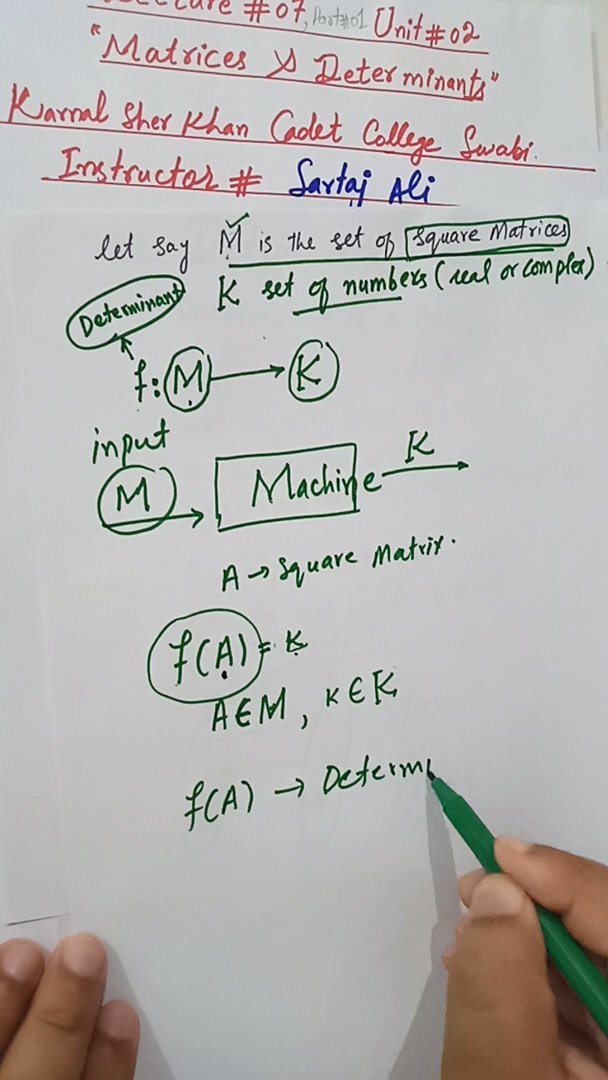 Lecture #07, Part#01 Unit#02
"Matrices & Determinants"
Karnal Sher Khan Cadet College Swabi.
Instructor # Sartaj Ali
let say M is the set of Square Matrices
K set of numbers (real or complex)
Determinant
f: M → K
input
M → Machine K
A → Square Matrix.
f(A) = k
A ∈ M, k ∈ K
f(A) → Determ